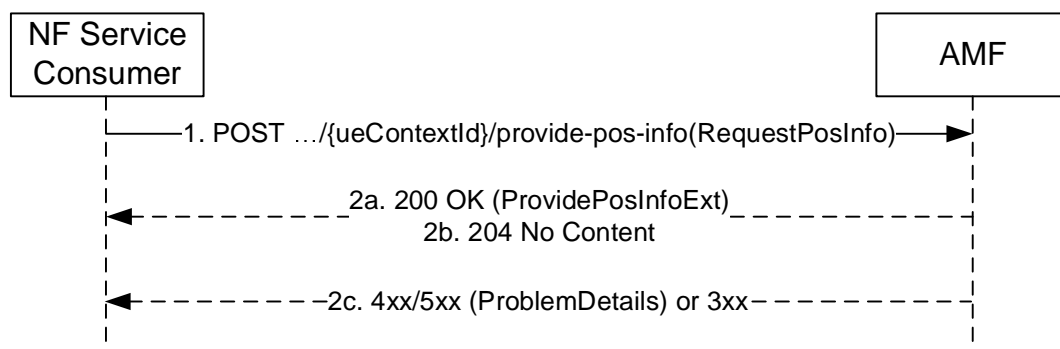 NF Service
Consumer
AMF
1. POST …/{ueContextId}/provide-pos-info(RequestPosInfo)
2a. 200 OK (ProvidePosInfoExt)
2b. 204 No Content
2c. 4xx/5xx (ProblemDetails) or 3xx